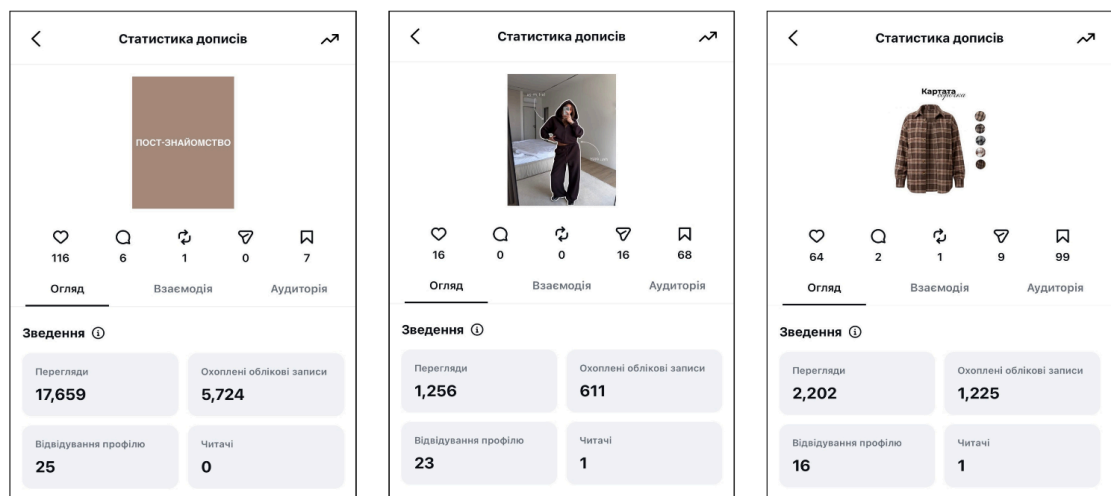 Статистика дописів
ПОСТ-ЗНАЙОМСТВО
116 6 1 0 7
Огляд Взаємодія Аудиторія
Зведення
Перегляди Охоплені облікові записи
17,659 5,724
Відвідування профілю Читачі
25 0
Статистика дописів
16 0 0 16 68
Огляд Взаємодія Аудиторія
Зведення
Перегляди Охоплені облікові записи
1,256 611
Відвідування профілю Читачі
23 1
Статистика дописів
Картата
сорочка
64 2 1 9 99
Огляд Взаємодія Аудиторія
Зведення
Перегляди Охоплені облікові записи
2,202 1,225
Відвідування профілю Читачі
16 1